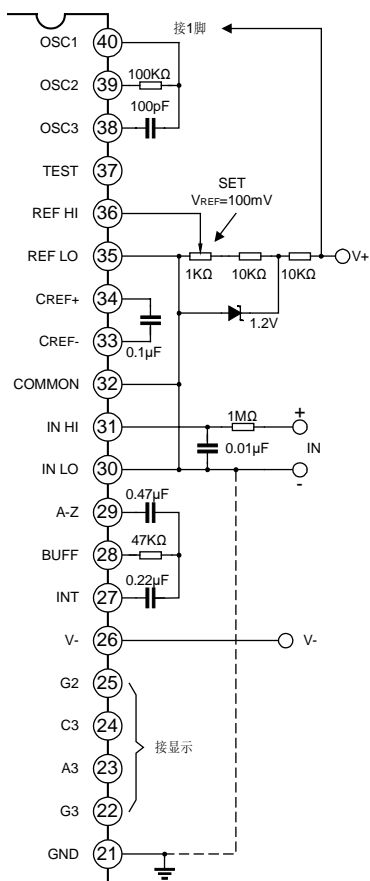 接1脚
OSC1 40
100KΩ
OSC2 39
100pF
OSC3 38
TEST 37
SET
VREF=100mV
REF HI 36
REF LO 35
V+
1KΩ 10KΩ 10KΩ
CREF+ 34
1.2V
CREF- 33
0.1µF
COMMON 32
1MΩ
+
IN HI 31
0.01µF IN
IN LO 30
-
0.47µF
A-Z 29
47KΩ
BUFF 28
0.22µF
INT 27
V- 26 V-
G2 25
C3 24
接显示
A3 23
G3 22
GND 21